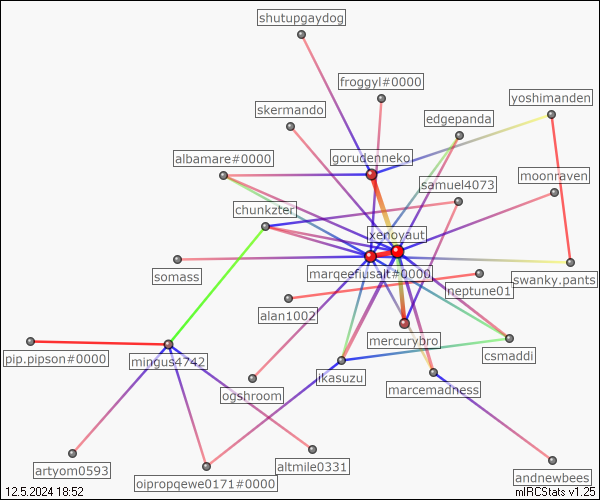 shutupgaydog
froggyl#0000
yoshimanden
skermando
edgepanda
albamare#0000
gorudenneko
moonraven
samuel4073
chunkzter
xenoyaut
somass
marqeefiusalt#0000
swanky.pants
neptune01
alan1002
mercurybro
csmaddi
pip.pipson#0000
mingus4742
ikasuzu
marcemadness
ogshroom
artyom0593
altmile0331
andnewbees
oipropqewe0171#0000
12.5.2024 18:52
mIRCStats v1.25